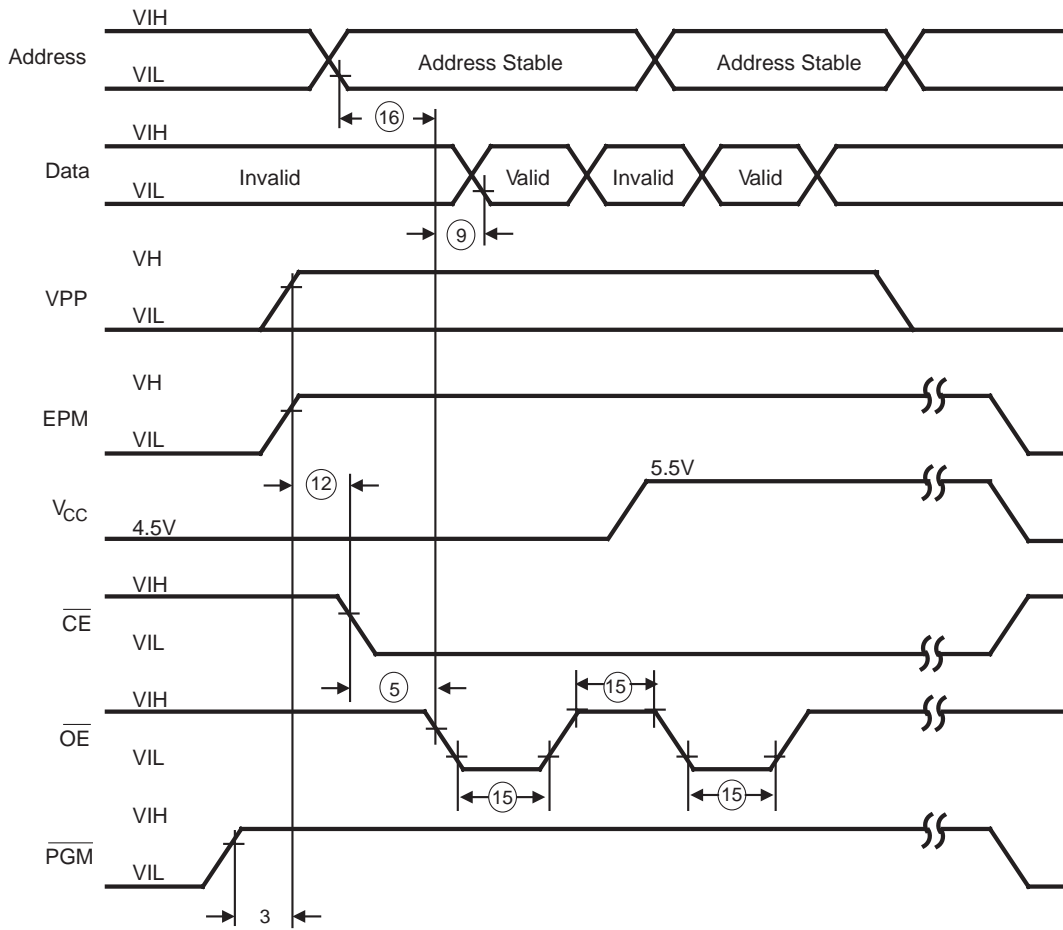 VIH
Address
VIL
Address Stable
Address Stable
16
VIH
Data
VIL
Invalid
Valid
Invalid
Valid
9
VH
VPP
VIL
VH
EPM
VIL
12
5.5V
VCC
4.5V
VIH
CE
VIL
5
15
VIH
OE
VIL
15
15
VIH
PGM
VIL
3